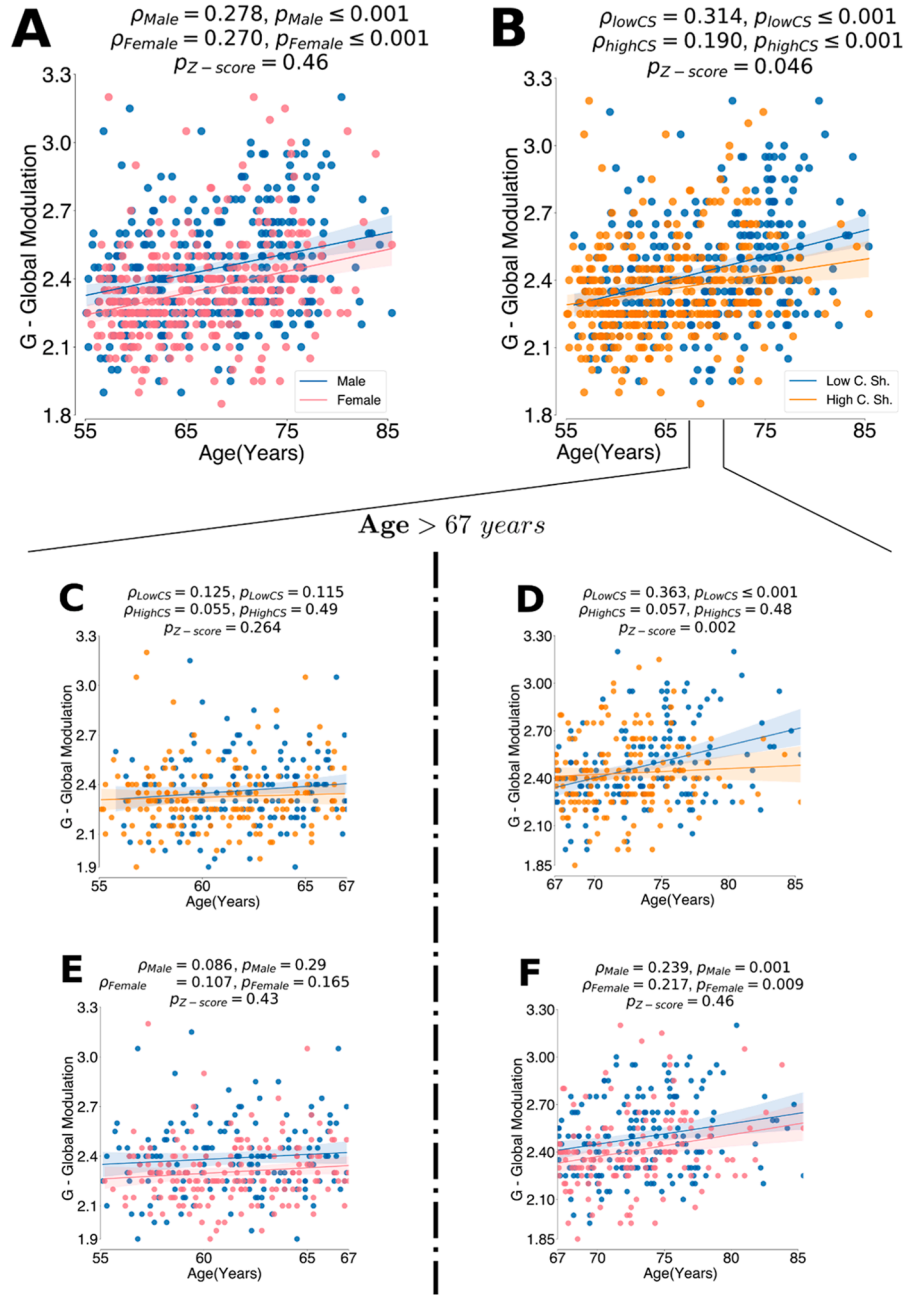 A
ρMale = 0.278, pMale ≤ 0.001
ρFemale = 0.270, pFemale ≤ 0.001
pZ−score = 0.46
3.3
3.0
2.7
2.4
2.1
1.8
G - Global Modulation
Male
Female
55 65 75 85
Age(Years)
B
ρlowCS = 0.314, plowCS ≤ 0.001
ρhighCS = 0.190, phighCS ≤ 0.001
pZ−score = 0.046
3.3
3.0
2.7
2.4
2.1
1.8
G - Global Modulation
Low C. Sh.
High C. Sh.
55 65 75 85
Age(Years)
Age > 67 years
C
ρLowCS = 0.125, pLowCS = 0.115
ρHighCS = 0.055, pHighCS = 0.49
pZ−score = 0.264
3.3
3.0
2.7
2.4
2.1
1.9
G - Global Modulation
55 60 65 67
Age(Years)
D
ρLowCS = 0.363, pLowCS ≤ 0.001
ρHighCS = 0.057, pHighCS = 0.48
pZ−score = 0.002
3.30
3.00
2.70
2.40
2.10
1.85
G - Global Modulation
67 70 75 80 85
Age(Years)
E
ρMale = 0.086, pMale = 0.29
ρFemale = 0.107, pFemale = 0.165
pZ−score = 0.43
3.3
3.0
2.7
2.4
2.1
1.9
G - Global Modulation
55 60 65 67
Age(Years)
F
ρMale = 0.239, pMale = 0.001
ρFemale = 0.217, pFemale = 0.009
pZ−score = 0.46
3.30
3.00
2.70
2.40
2.10
1.85
G - Global Modulation
67 70 75 80 85
Age(Years)